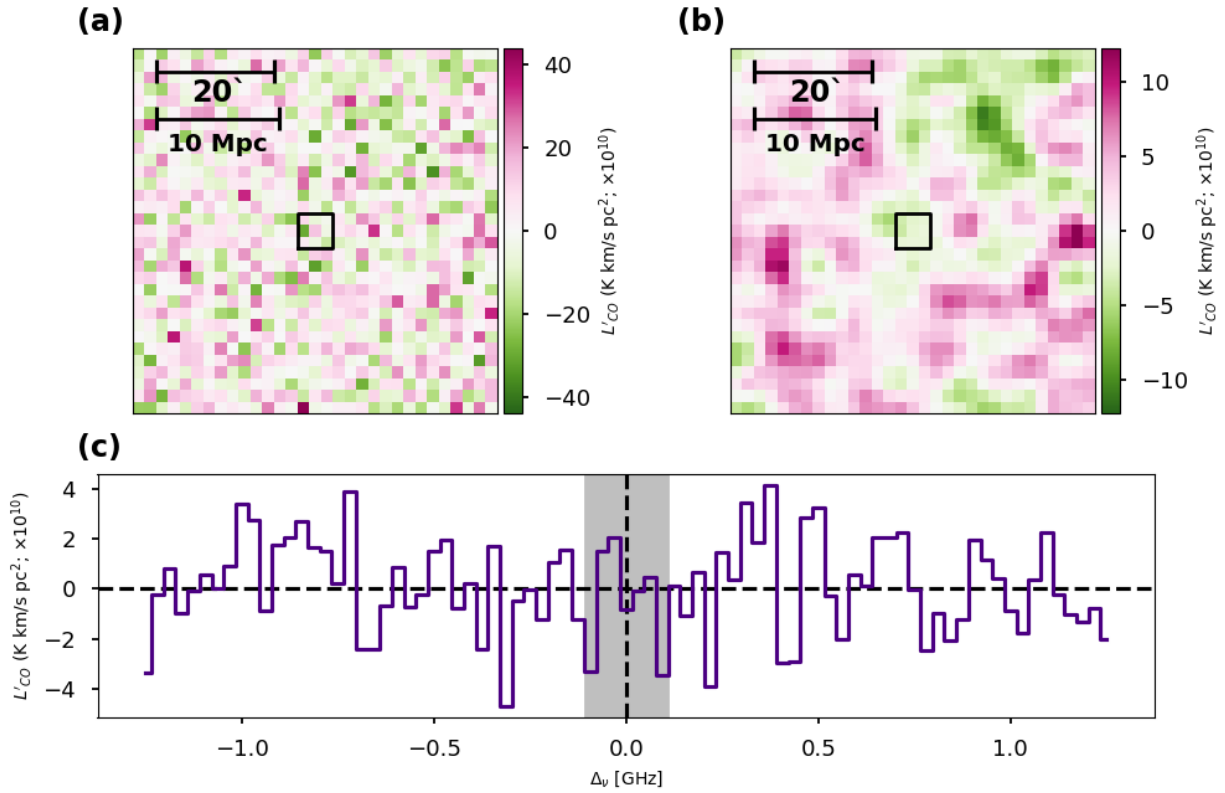 (a)
20`
10 Mpc
40
20
0
−20
−40
L'CO (K km/s pc²; ×10¹⁰)
(b)
20`
10 Mpc
10
5
0
−5
−10
L'CO (K km/s pc²; ×10¹⁰)
(c)
L'CO (K km/s pc²; ×10¹⁰)
4
2
0
−2
−4
−1.0 −0.5 0.0 0.5 1.0
Δν [GHz]